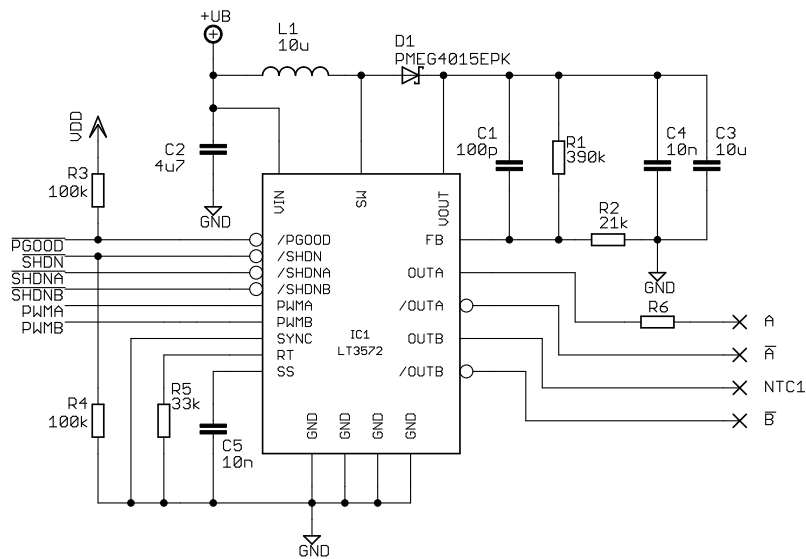 +UB
L1
10u
D1
PMEG4015EPK
VDD
R3
100k
C2
4u7
GND
C1
100p
R1
390k
C4
10n
C3
10u
R2
21k
GND
VIN
SW
VOUT
PGOOD
SHDN
SHDNA
SHDNB
PWMA
PWMB
/PGOOD
/SHDN
/SHDNA
/SHDNB
PWMA
PWMB
SYNC
RT
SS
FB
OUTA
/OUTA
OUTB
/OUTB
IC1
LT3572
GND
GND
GND
GND
R6
A
A
NTC1
B
R4
100k
R5
33k
C5
10n
GND